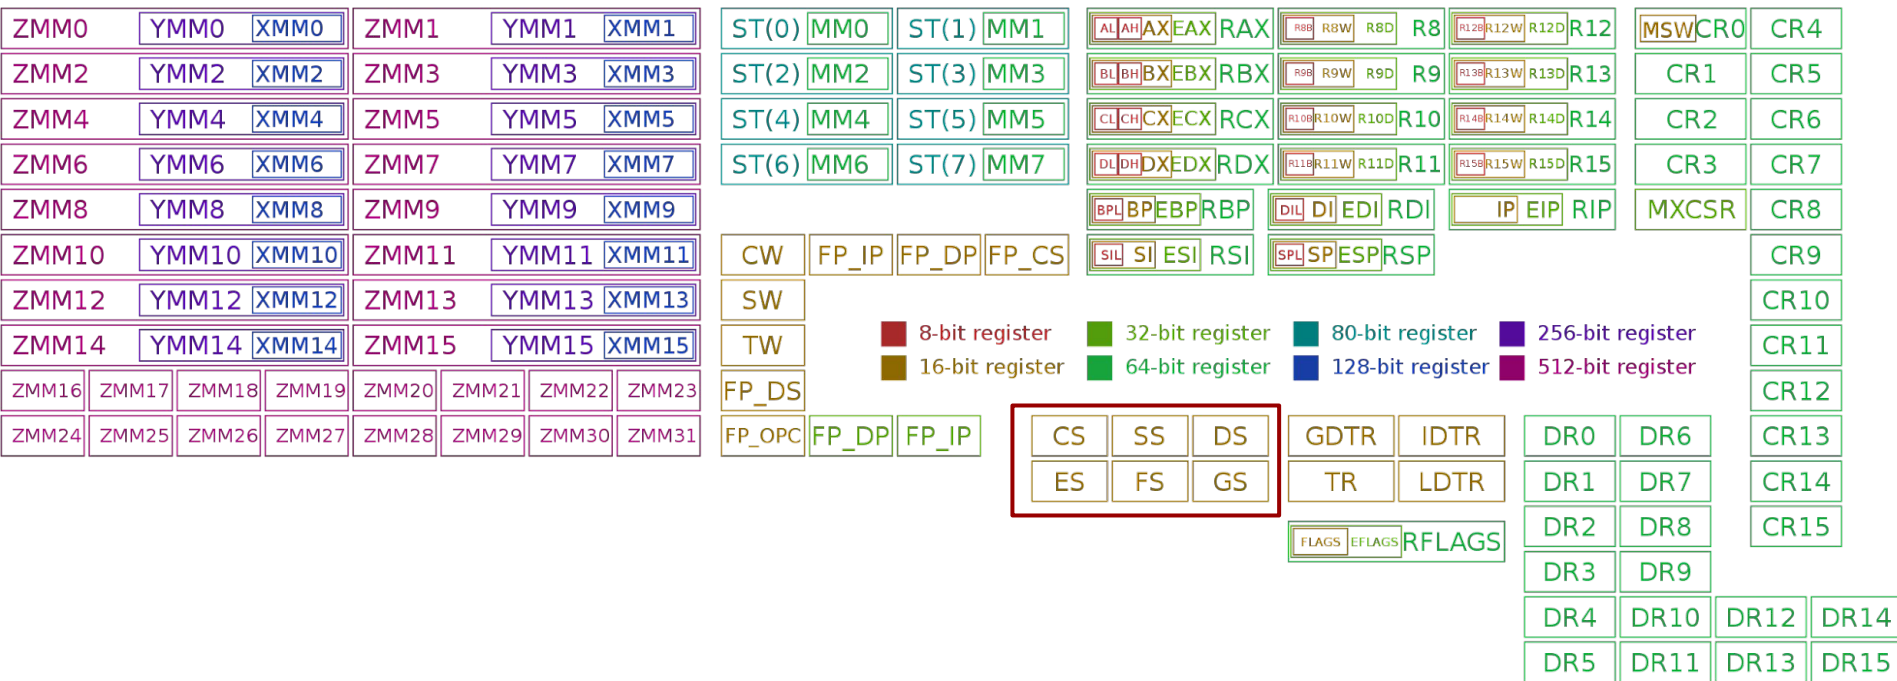 ZMM0 YMM0 XMM0 ZMM1 YMM1 XMM1 ST(0) MM0 ST(1) MM1 AL AH AX EAX RAX R8B R8W R8D R8 R12B R12W R12D R12 MSW CR0 CR4
ZMM2 YMM2 XMM2 ZMM3 YMM3 XMM3 ST(2) MM2 ST(3) MM3 BL BH BX EBX RBX R9B R9W R9D R9 R13B R13W R13D R13 CR1 CR5
ZMM4 YMM4 XMM4 ZMM5 YMM5 XMM5 ST(4) MM4 ST(5) MM5 CL CH CX ECX RCX R10B R10W R10D R10 R14B R14W R14D R14 CR2 CR6
ZMM6 YMM6 XMM6 ZMM7 YMM7 XMM7 ST(6) MM6 ST(7) MM7 DL DH DX EDX RDX R11B R11W R11D R11 R15B R15W R15D R15 CR3 CR7
ZMM8 YMM8 XMM8 ZMM9 YMM9 XMM9 BPL BP EBP RBP DIL DI EDI RDI IP EIP RIP MXCSR CR8
ZMM10 YMM10 XMM10 ZMM11 YMM11 XMM11 CW FP_IP FP_DP FP_CS SIL SI ESI RSI SPL SP ESP RSP CR9
ZMM12 YMM12 XMM12 ZMM13 YMM13 XMM13 SW CR10
ZMM14 YMM14 XMM14 ZMM15 YMM15 XMM15 TW 8-bit register 32-bit register 80-bit register 256-bit register CR11
16-bit register 64-bit register 128-bit register 512-bit register
ZMM16 ZMM17 ZMM18 ZMM19 ZMM20 ZMM21 ZMM22 ZMM23 FP_DS CR12
ZMM24 ZMM25 ZMM26 ZMM27 ZMM28 ZMM29 ZMM30 ZMM31 FP_OPC FP_DP FP_IP CS SS DS GDTR IDTR DR0 DR6 CR13
ES FS GS TR LDTR DR1 DR7 CR14
FLAGS EFLAGS RFLAGS DR2 DR8 CR15
DR3 DR9
DR4 DR10 DR12 DR14
DR5 DR11 DR13 DR15